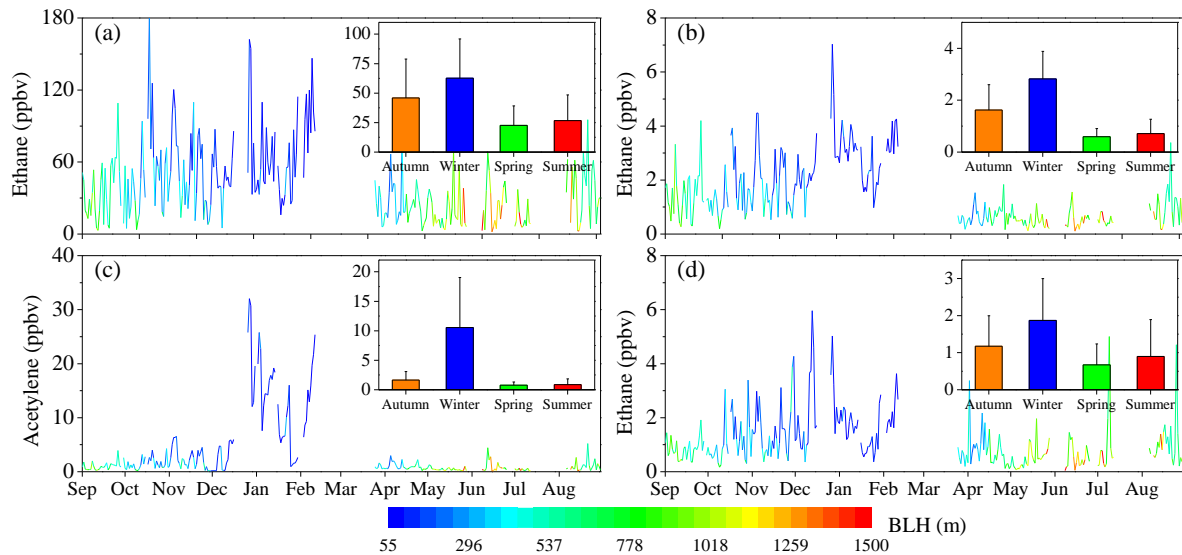 (a)
Ethane (ppbv)
180
120
60
0
100
75
50
25
0
Autumn Winter Spring Summer
(b)
Ethane (ppbv)
8
6
4
2
0
4
2
0
Autumn Winter Spring Summer
(c)
Acetylene (ppbv)
40
30
20
10
0
20
15
10
5
0
Autumn Winter Spring Summer
Sep Oct Nov Dec Jan Feb Mar Apr May Jun Jul Aug
(d)
Ethane (ppbv)
8
6
4
2
0
3
2
1
0
Autumn Winter Spring Summer
Sep Oct Nov Dec Jan Feb Mar Apr May Jun Jul Aug
BLH (m)
55 296 537 778 1018 1259 1500